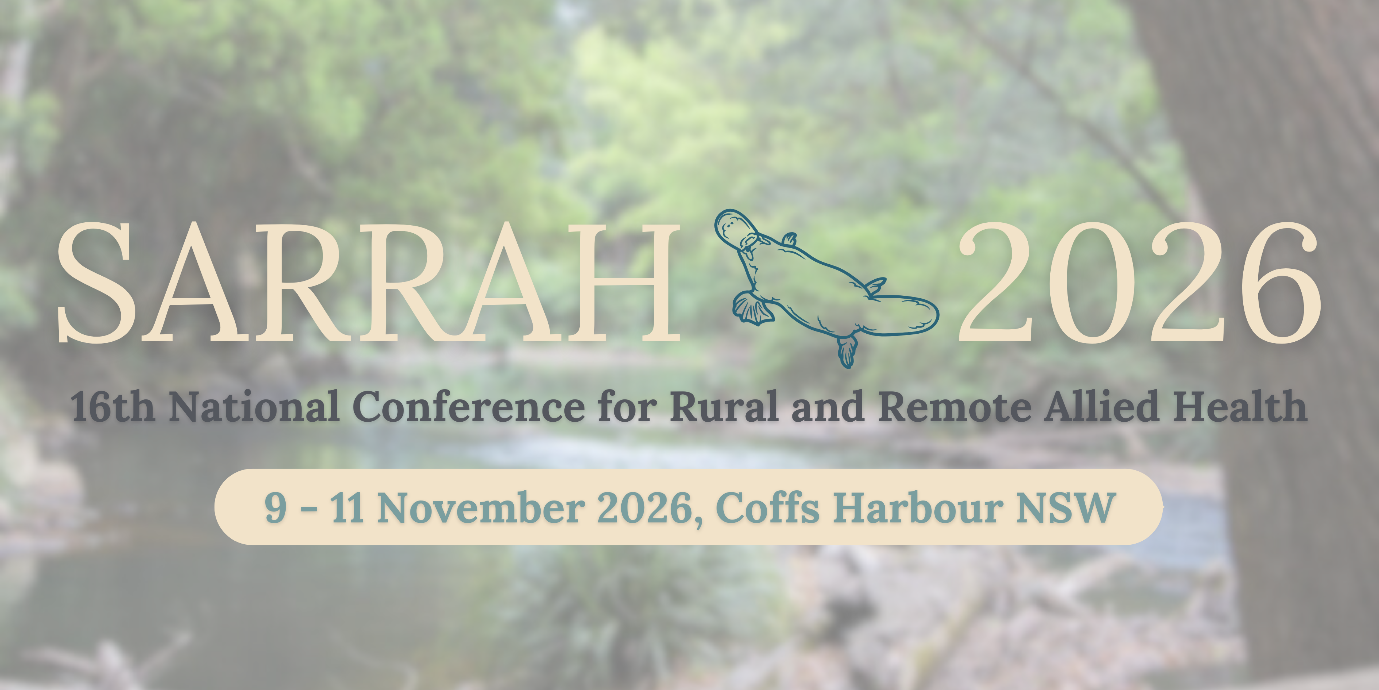 SARRAH 2026
16th National Conference for Rural and Remote Allied Health
9 - 11 November 2026, Coffs Harbour NSW